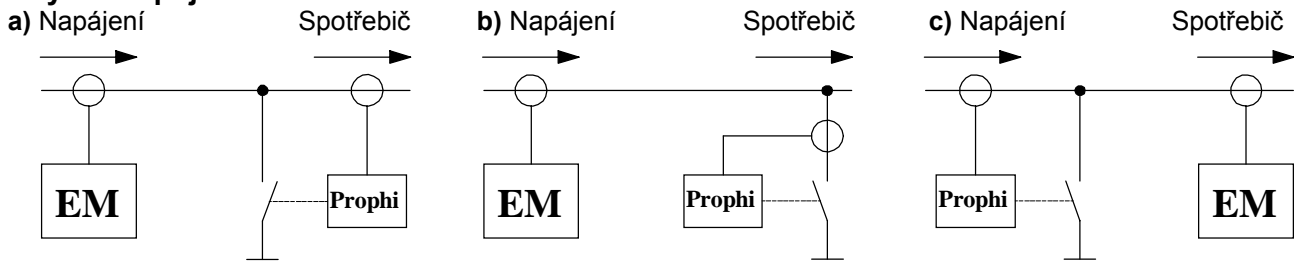 a) Napájení Spotřebič b) Napájení Spotřebič c) Napájení Spotřebič
EM Prophi Prophi EM Prophi EM